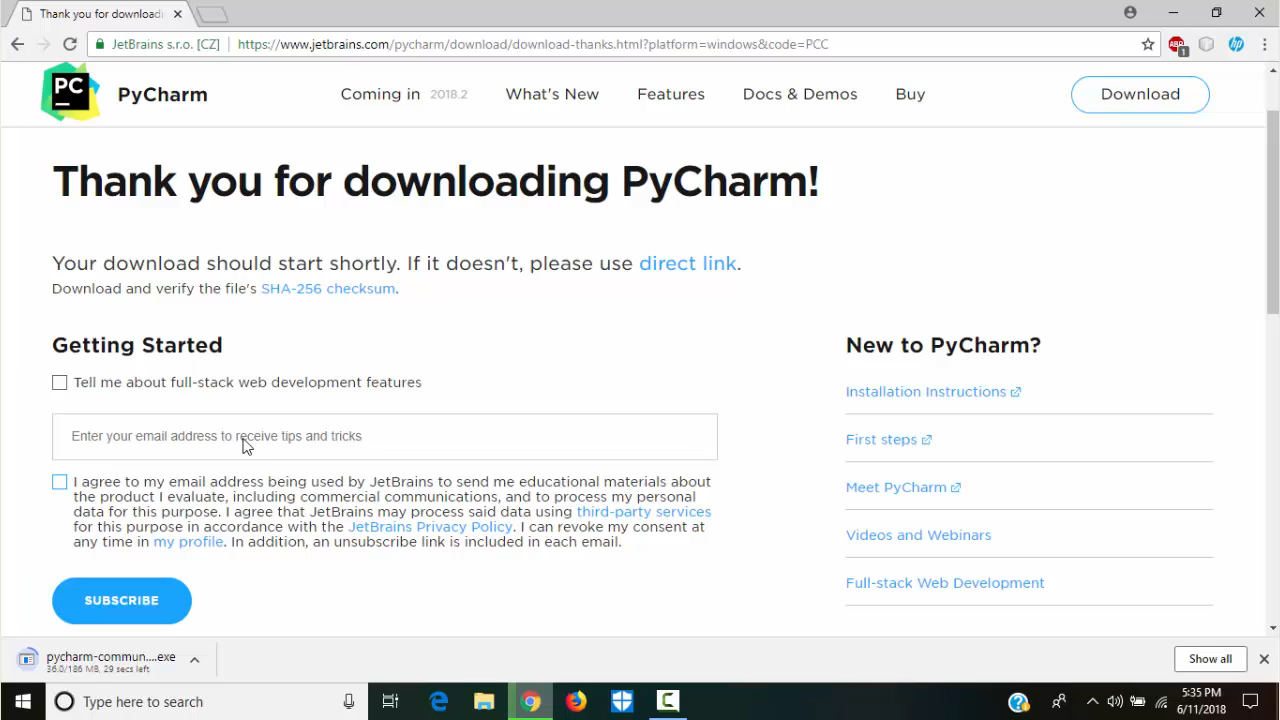 Thank you for downloading
JetBrains s.r.o. [CZ]
https://www.jetbrains.com/pycharm/download/download-thanks.html?platform=windows&code=PCC
ABP
1
hp
PC
PyCharm
Coming in 2018.2
What's New
Features
Docs & Demos
Buy
Download
Thank you for downloading PyCharm!
Your download should start shortly. If it doesn't, please use direct link.
Download and verify the file's SHA-256 checksum.
Getting Started
Tell me about full-stack web development features
Enter your email address to receive tips and tricks
I agree to my email address being used by JetBrains to send me educational materials about
the product I evaluate, including commercial communications, and to process my personal
data for this purpose. I agree that JetBrains may process said data using third-party services
for this purpose in accordance with the JetBrains Privacy Policy. I can revoke my consent at
any time in my profile. In addition, an unsubscribe link is included in each email.
SUBSCRIBE
New to PyCharm?
Installation Instructions
First steps
Meet PyCharm
Videos and Webinars
Full-stack Web Development
pycharm-commun....exe
36.0/186 MB, 29 secs left
Show all
Type here to search
5:35 PM
6/11/2018